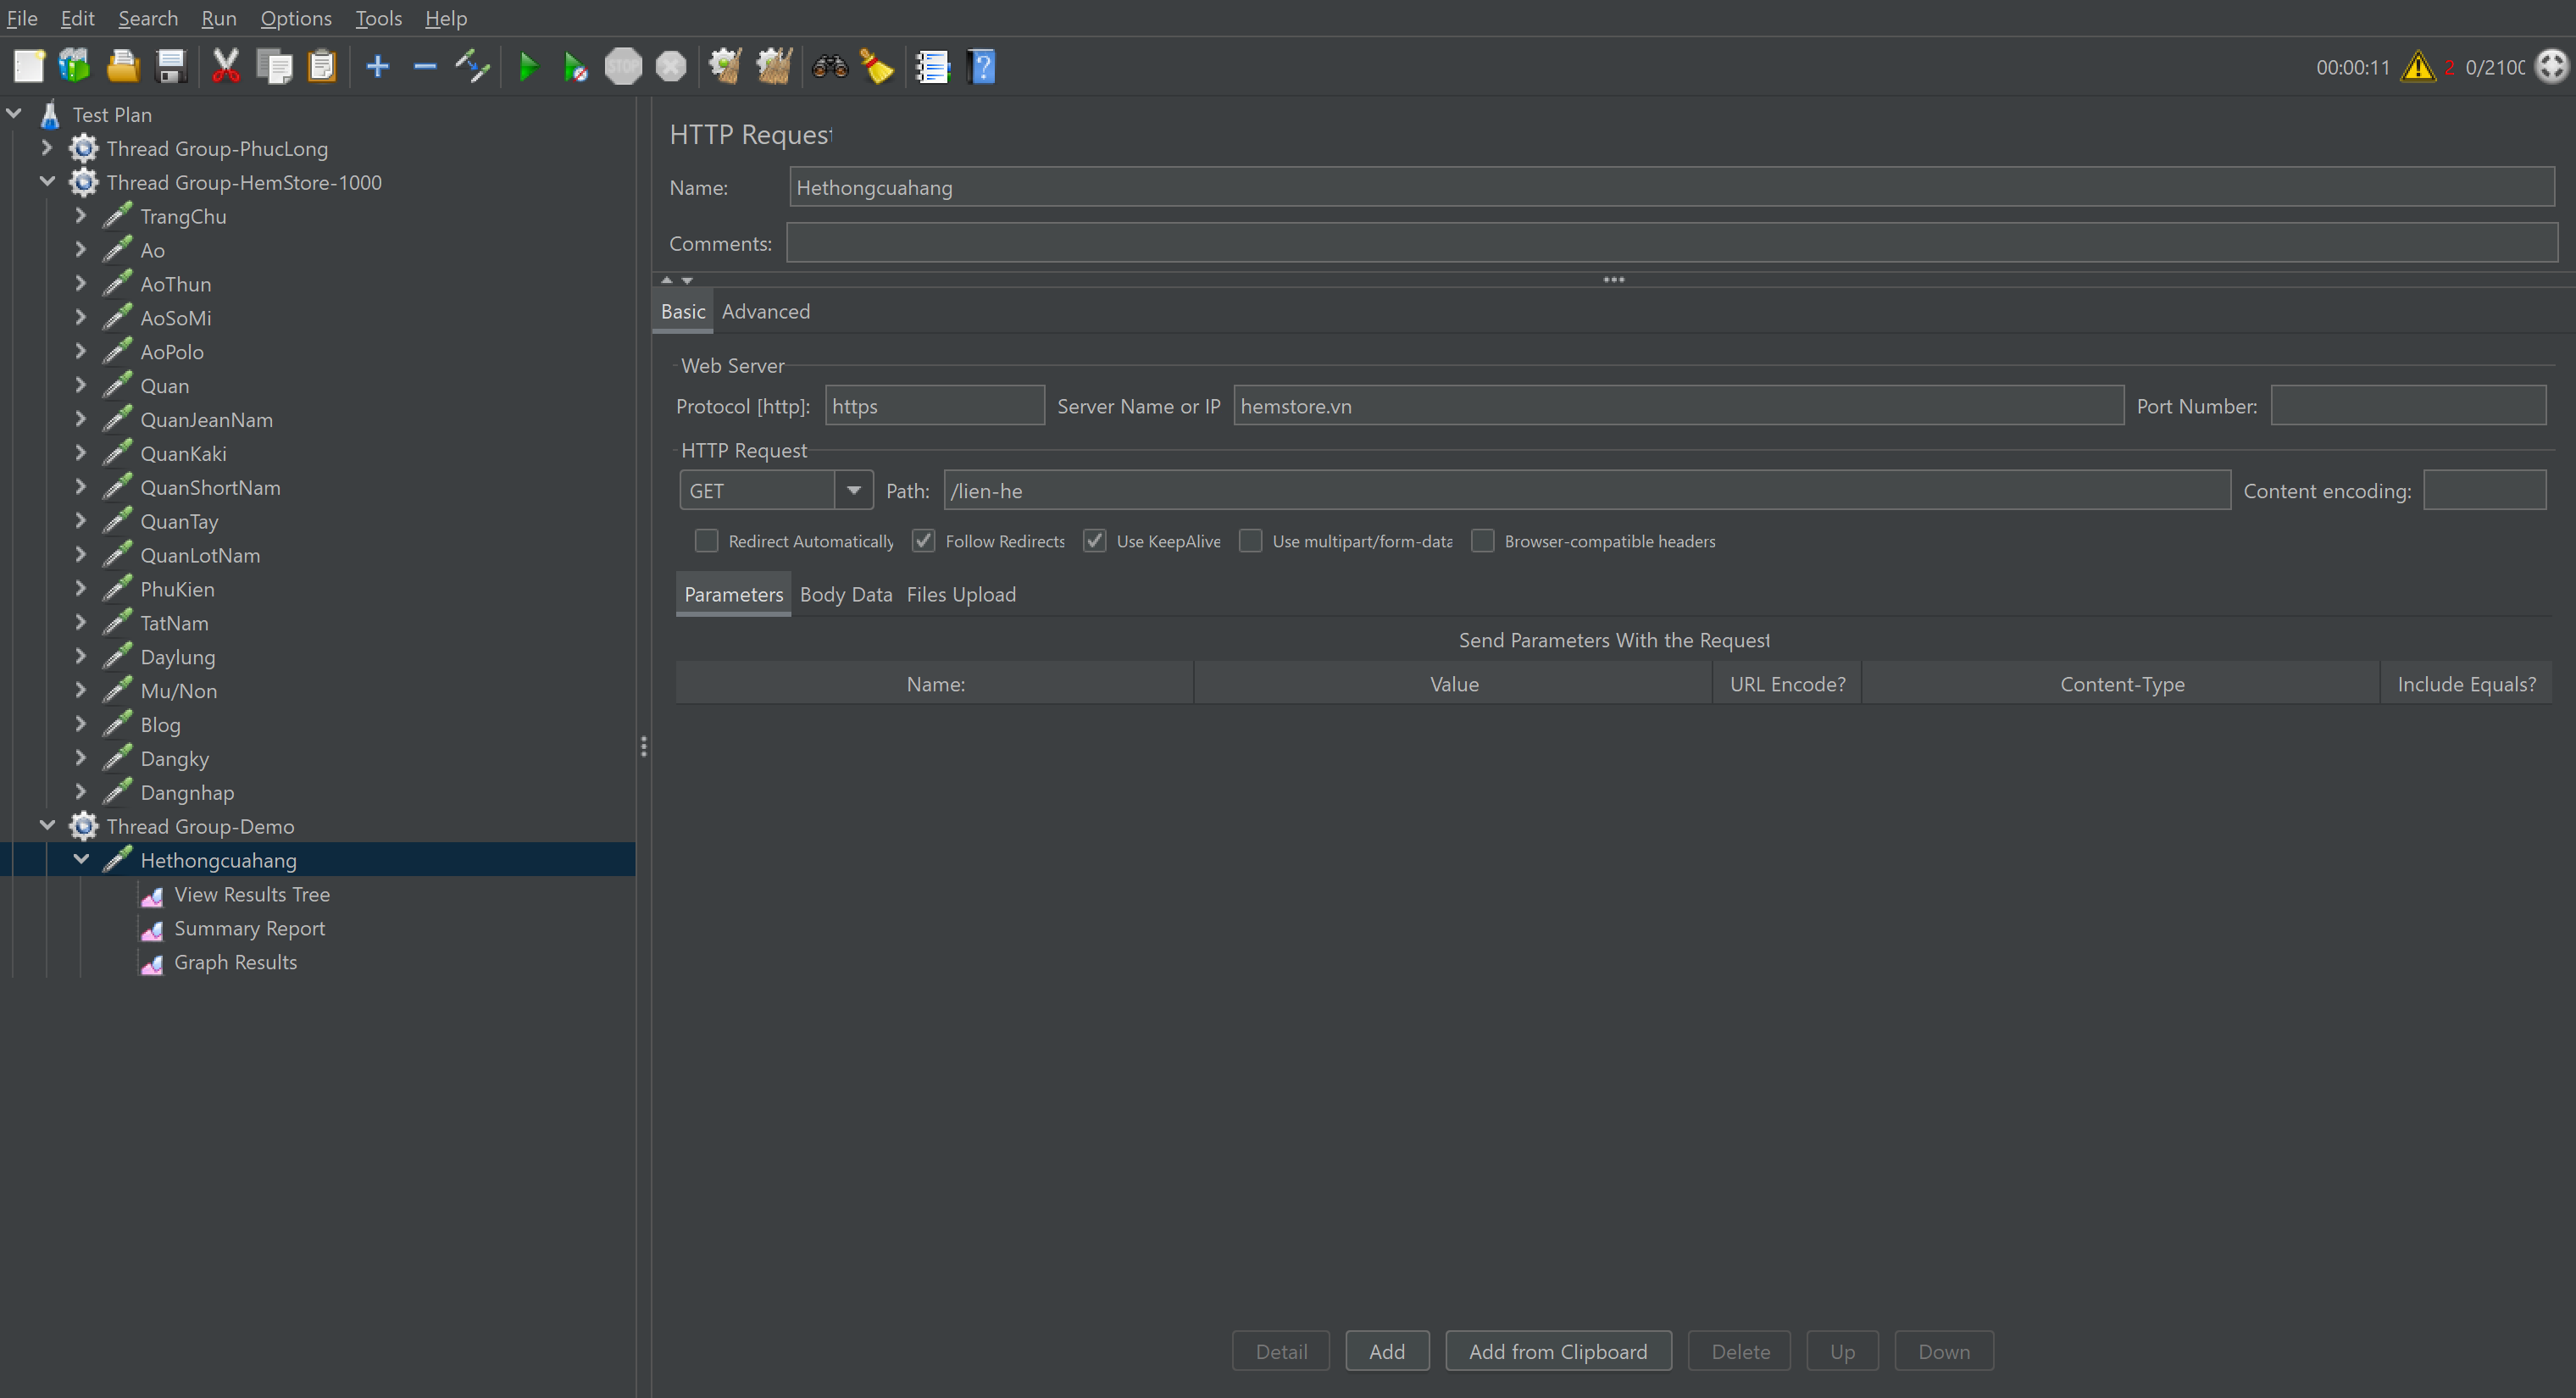 File Edit Search Run Options Tools Help
STOP
00:00:11 2 0/2100
Test Plan
Thread Group-PhucLong
Thread Group-HemStore-1000
TrangChu
Ao
AoThun
AoSoMi
AoPolo
Quan
QuanJeanNam
QuanKaki
QuanShortNam
QuanTay
QuanLotNam
PhuKien
TatNam
Daylung
Mu/Non
Blog
Dangky
Dangnhap
Thread Group-Demo
Hethongcuahang
View Results Tree
Summary Report
Graph Results
HTTP Request
Name: Hethongcuahang
Comments:
Basic Advanced
Web Server
Protocol [http]: https Server Name or IP hemstore.vn Port Number:
HTTP Request
GET Path: /lien-he Content encoding:
Redirect Automatically Follow Redirects Use KeepAlive Use multipart/form-data Browser-compatible headers
Parameters Body Data Files Upload
Send Parameters With the Request
Name: Value URL Encode? Content-Type Include Equals?
Detail Add Add from Clipboard Delete Up Down